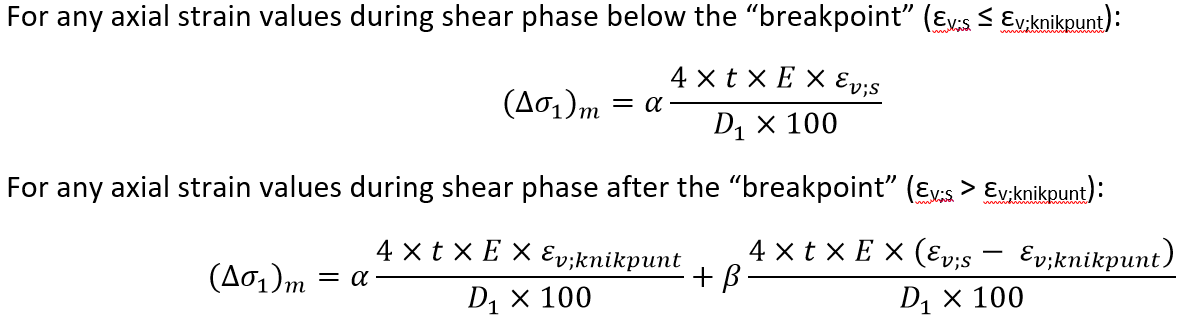 For any axial strain values during shear phase below the “breakpoint” (εv;s ≤ εv;knikpunt):
(Δσ₁)m = α (4 × t × E × εv;s) / (D₁ × 100)
For any axial strain values during shear phase after the “breakpoint” (εv;s > εv;knikpunt):
(Δσ₁)m = α (4 × t × E × εv;knikpunt) / (D₁ × 100) + β (4 × t × E × (εv;s − εv;knikpunt)) / (D₁ × 100)